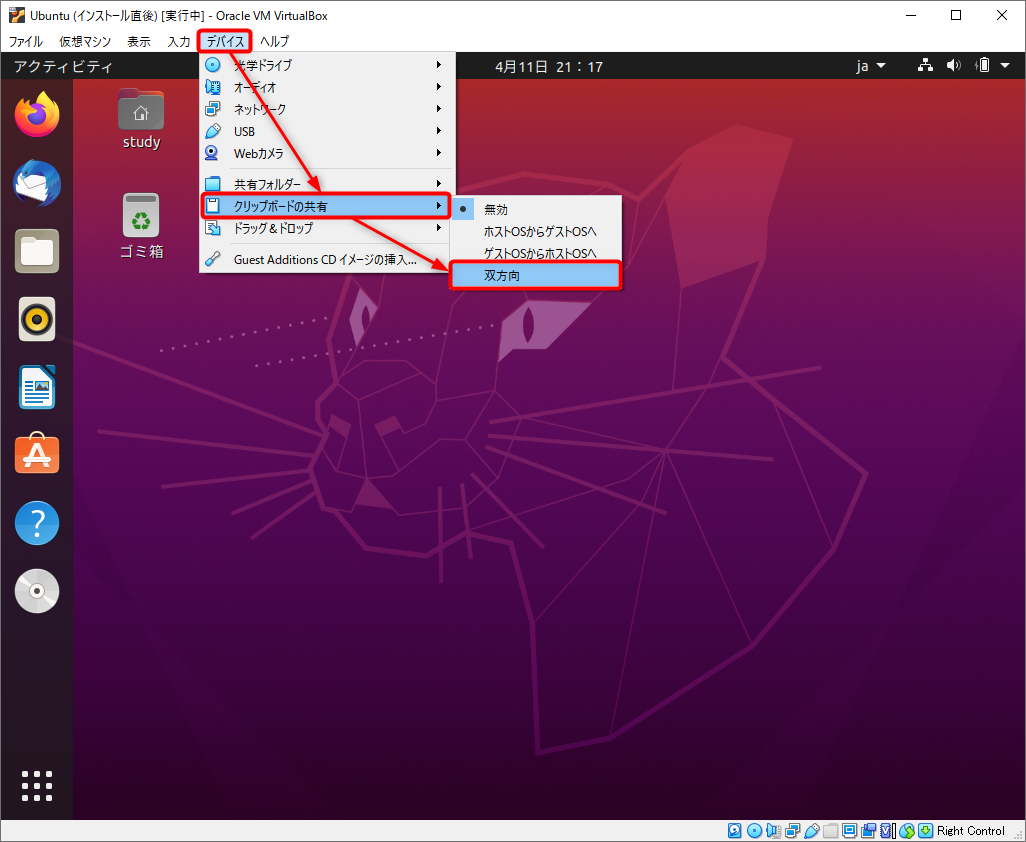 Ubuntu (インストール直後) [実行中] - Oracle VM VirtualBox
ファイル 仮想マシン 表示 入力 デバイス ヘルプ
アクティビティ 4月11日 21：17 ja
光学ドライブ
オーディオ
ネットワーク
USB
Webカメラ
共有フォルダー
クリップボードの共有
ドラッグ＆ドロップ
Guest Additions CD イメージの挿入...
無効
ホストOSからゲストOSへ
ゲストOSからホストOSへ
双方向
study
ゴミ箱
Right Control